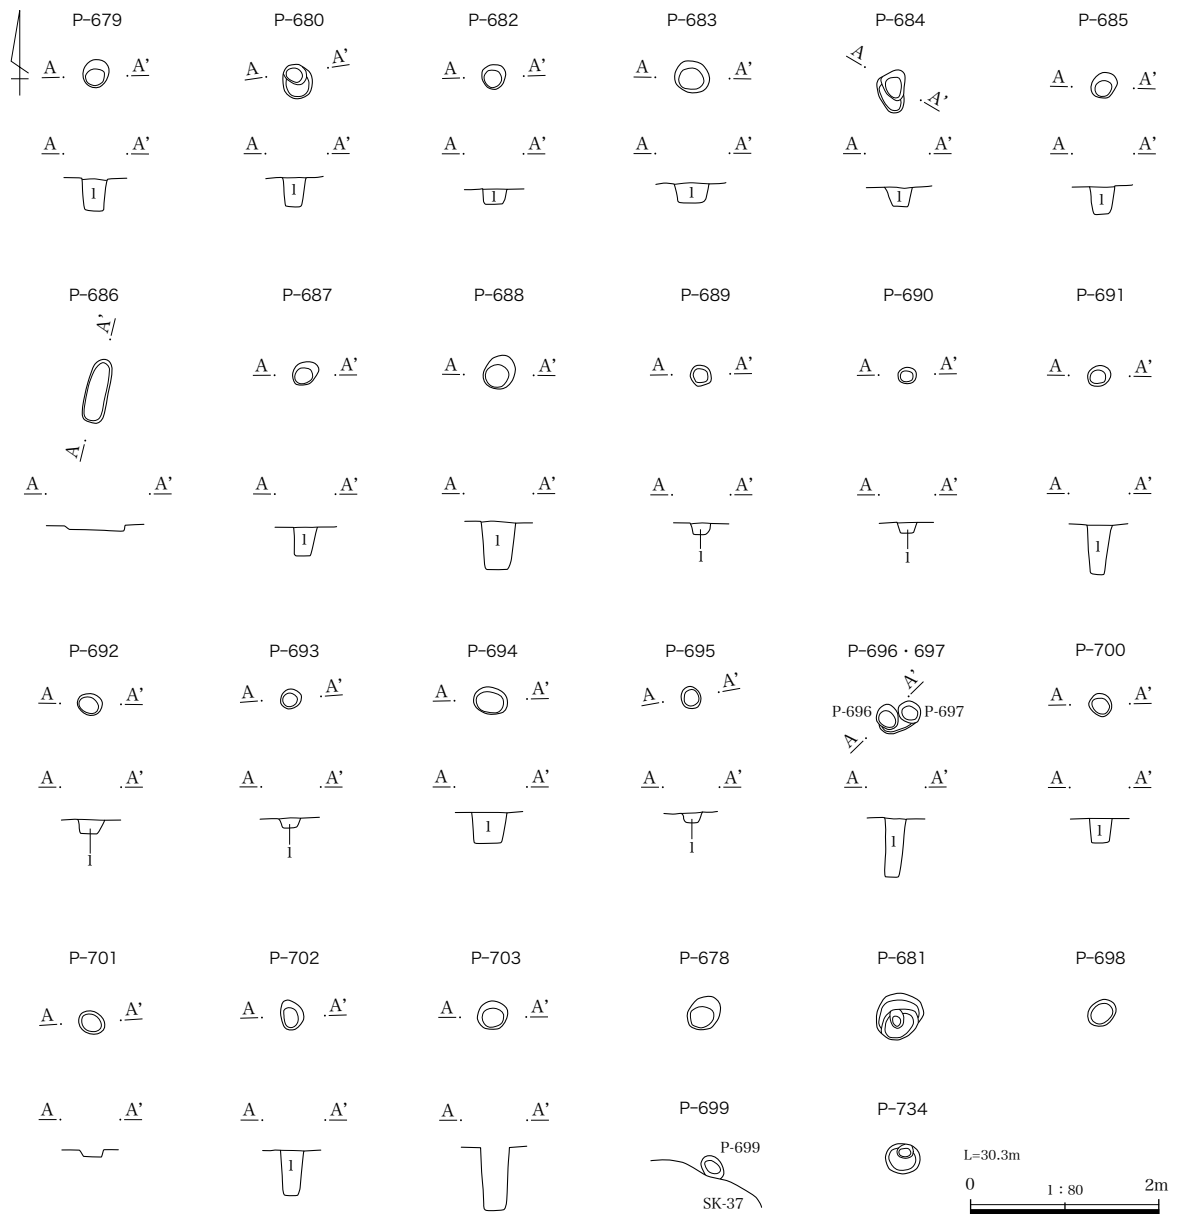 P-679 P-680 P-682 P-683 P-684 P-685
A A' A A' A A' A A' A A' A A'
A A' A A' A A' A A' A A' A A'
1 1 1 1 1 1
P-686 P-687 P-688 P-689 P-690 P-691
A' A A' A A' A A' A A' A A'
A
A A' A A' A A' A A' A A' A A'
1 1 1 1 1
P-692 P-693 P-694 P-695 P-696・697 P-700
A A' A A' A A' A A' A' A A'
P-696 P-697
A
A A' A A' A A' A A' A A' A A'
1 1 1 1 1 1
P-701 P-702 P-703 P-678 P-681 P-698
A A' A A' A A'
A A' A A' A A' P-699 P-734
1
P-699
SK-37
L=30.3m
0 1 : 80 2m